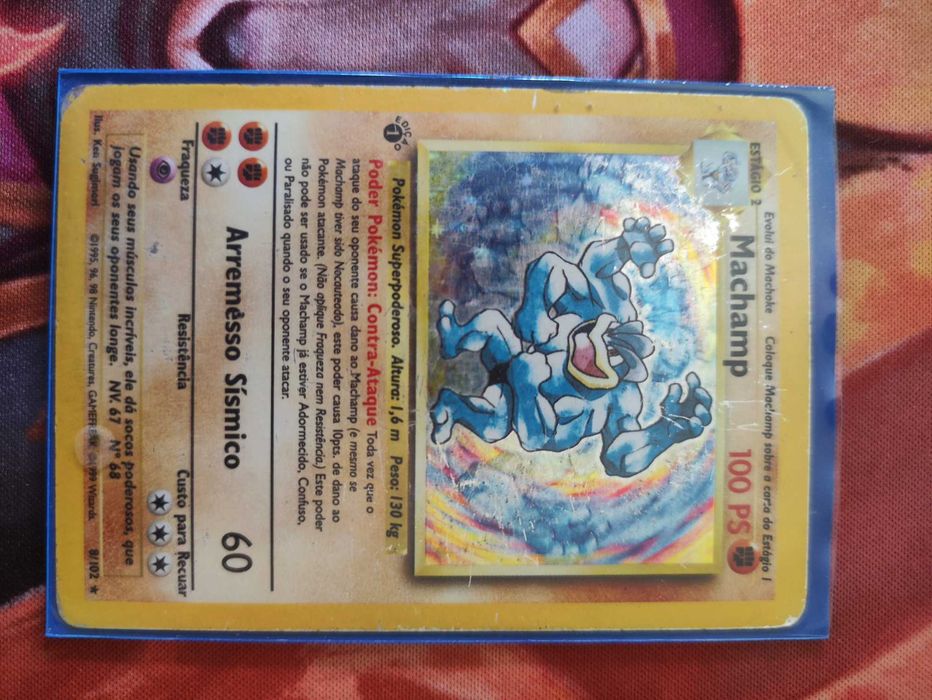 Evolui do Machoke Coloque Machamp sobre a carta do Estágio 1
ESTÁGIO 2
Machamp 100 PS
Pokémon Superpoderoso. Altura: 1,6 m Peso: 130 kg
EDIÇÃO
1
Poder Pokémon: Contra-Ataque Toda vez que o
ataque do seu oponente causa dano ao Machamp (e mesmo se
Machamp tiver sido Nocauteado), este poder causa 10pts. de dano ao
Pokémon atacante. (Não aplique Fraqueza nem Resistência.) Este poder
não pode ser usado se o Machamp já estiver Adormecido, Confuso,
ou Paralisado quando o seu oponente atacar.
Arremêsso Sísmico 60
Fraqueza Resistência Custo para Recuar
Usando seus músculos incríveis, ele dá socos poderosos, que
jogam os seus oponentes longe. NV. 67 Nº 68
Ilus. Ken Sugimori ©1995, 96, 98 Nintendo, Creatures, GAMEFREAK. ©1999 Wizards. 8/102 ★